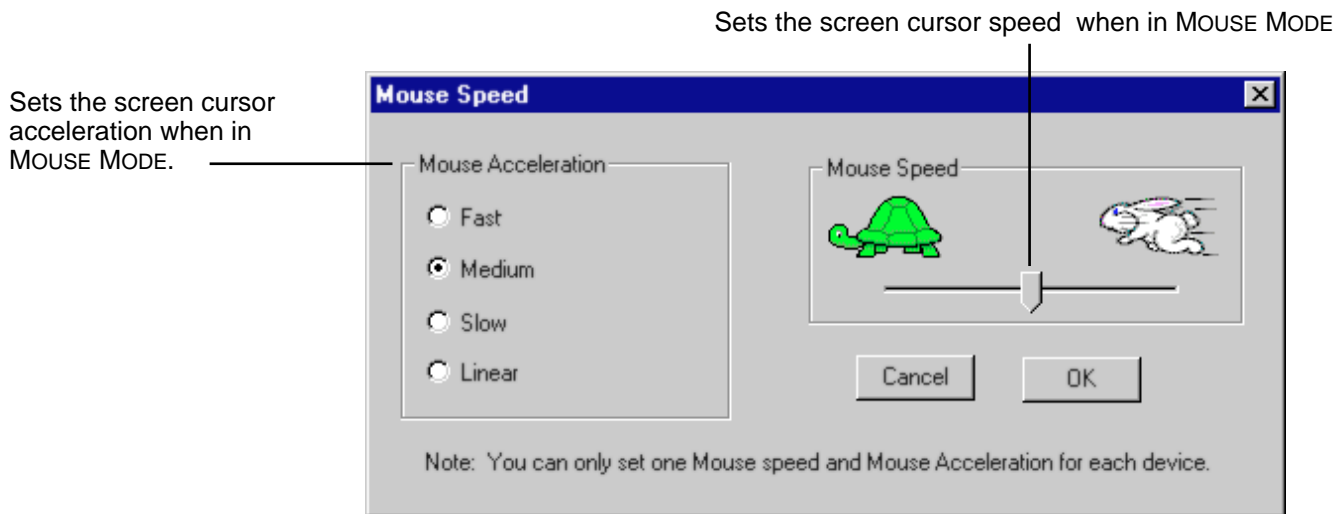 Sets the screen cursor speed when in MOUSE MODE
Sets the screen cursor
acceleration when in
MOUSE MODE.
Mouse Speed
Mouse Acceleration
Fast
Medium
Slow
Linear
Mouse Speed
Cancel
OK
Note: You can only set one Mouse speed and Mouse Acceleration for each device.